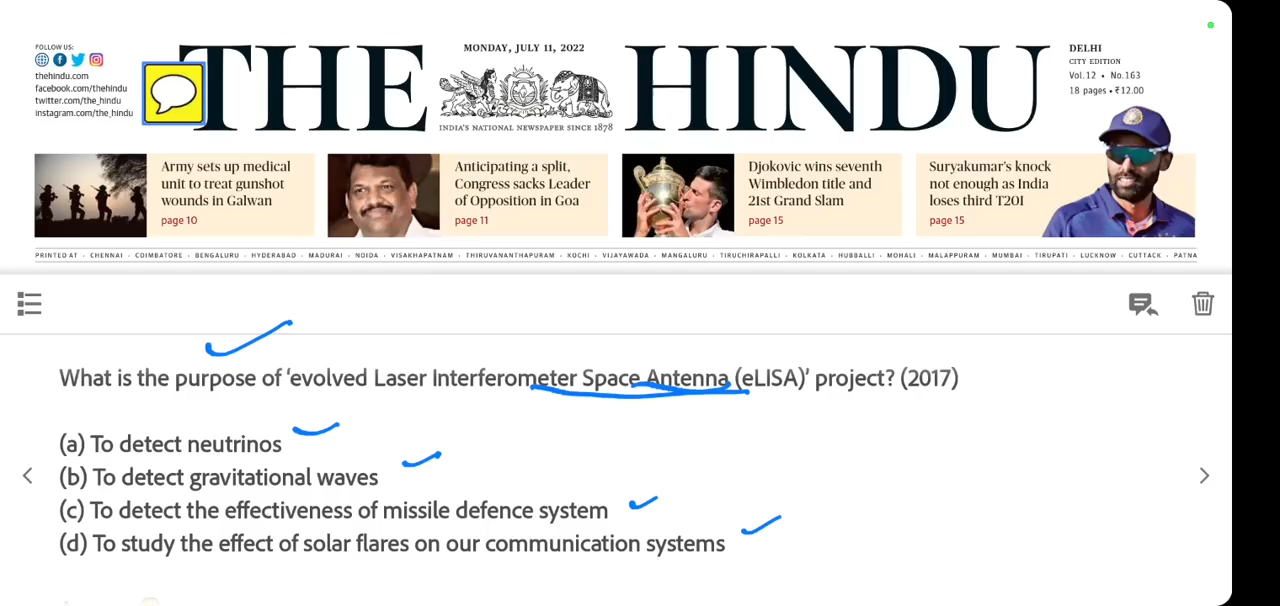 FOLLOW US:
thehindu.com
facebook.com/thehindu
twitter.com/the_hindu
instagram.com/the_hindu
THE HINDU
MONDAY, JULY 11, 2022
INDIA'S NATIONAL NEWSPAPER SINCE 1878
DELHI
CITY EDITION
Vol.12 • No.163
18 pages • ₹12.00
Army sets up medical
unit to treat gunshot
wounds in Galwan
page 10
Anticipating a split,
Congress sacks Leader
of Opposition in Goa
page 11
Djokovic wins seventh
Wimbledon title and
21st Grand Slam
page 15
Suryakumar's knock
not enough as India
loses third T20I
page 15
PRINTED AT • CHENNAI • COIMBATORE • BENGALURU • HYDERABAD • MADURAI • NOIDA • VISAKHAPATNAM • THIRUVANANTHAPURAM • KOCHI • VIJAYAWADA • MANGALURU • TIRUCHIRAPALLI • KOLKATA • HUBBALLI • MOHALI • MALAPPURAM • MUMBAI • TIRUPATI • LUCKNOW • CUTTACK • PATNA
What is the purpose of 'evolved Laser Interferometer Space Antenna (eLISA)' project? (2017)
(a) To detect neutrinos
(b) To detect gravitational waves
(c) To detect the effectiveness of missile defence system
(d) To study the effect of solar flares on our communication systems